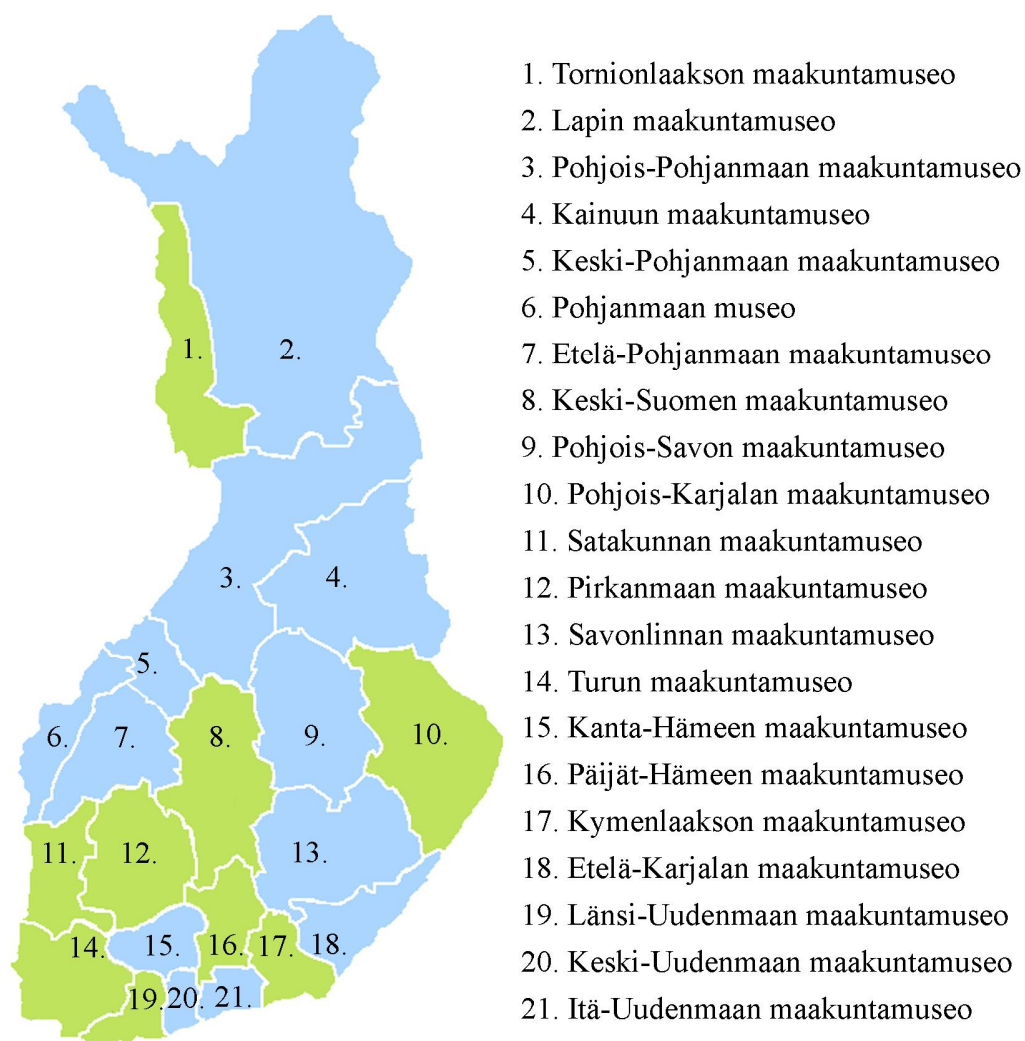 1. Tornionlaakson maakuntamuseo
2. Lapin maakuntamuseo
3. Pohjois-Pohjanmaan maakuntamuseo
4. Kainuun maakuntamuseo
5. Keski-Pohjanmaan maakuntamuseo
6. Pohjanmaan museo
7. Etelä-Pohjanmaan maakuntamuseo
8. Keski-Suomen maakuntamuseo
9. Pohjois-Savon maakuntamuseo
10. Pohjois-Karjalan maakuntamuseo
11. Satakunnan maakuntamuseo
12. Pirkanmaan maakuntamuseo
13. Savonlinnan maakuntamuseo
14. Turun maakuntamuseo
15. Kanta-Hämeen maakuntamuseo
16. Päijät-Hämeen maakuntamuseo
17. Kymenlaakson maakuntamuseo
18. Etelä-Karjalan maakuntamuseo
19. Länsi-Uudenmaan maakuntamuseo
20. Keski-Uudenmaan maakuntamuseo
21. Itä-Uudenmaan maakuntamuseo
1.
2.
3.
4.
5.
6.
7.
8.
9.
10.
11.
12.
13.
14.
15.
16.
17.
18.
19.
20.
21.